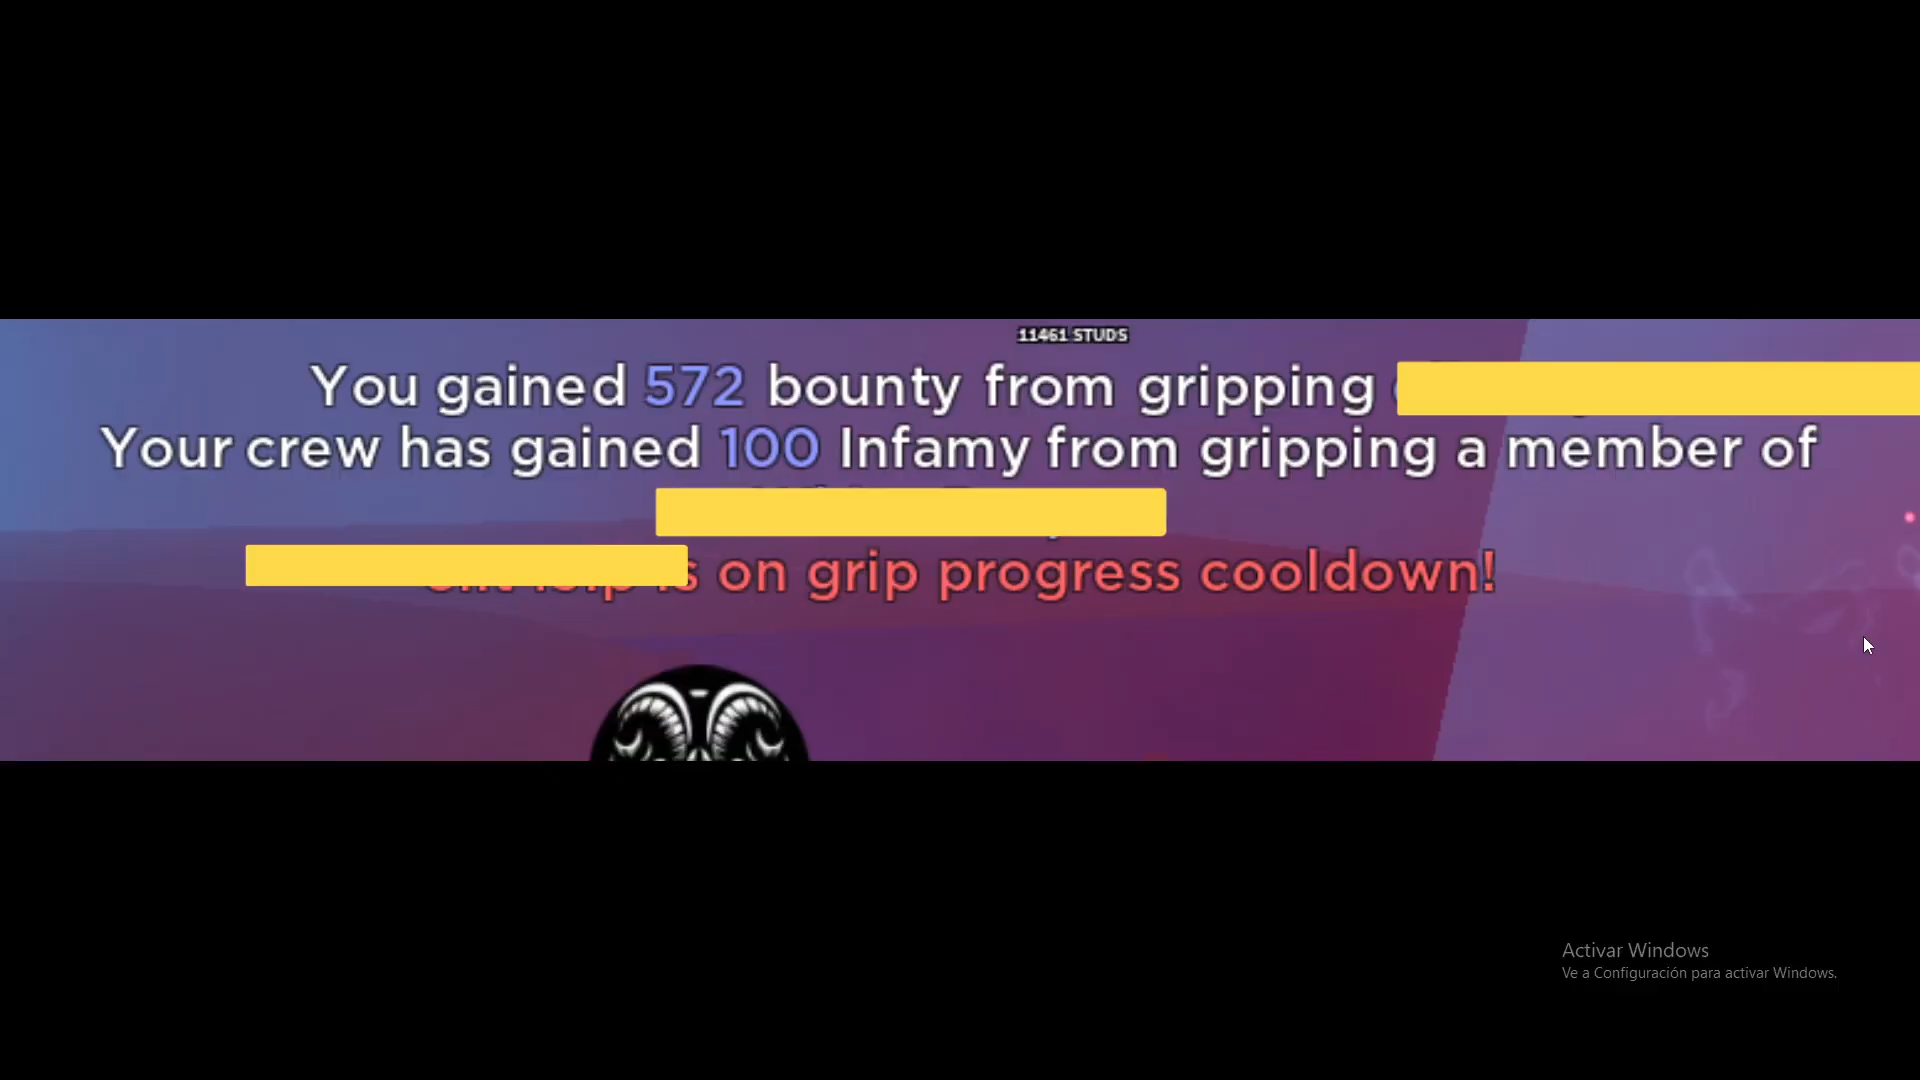 11461 STUDS
You gained 572 bounty from gripping
Your crew has gained 100 Infamy from gripping a member of
is on grip progress cooldown!
Activar Windows
Ve a Configuración para activar Windows.